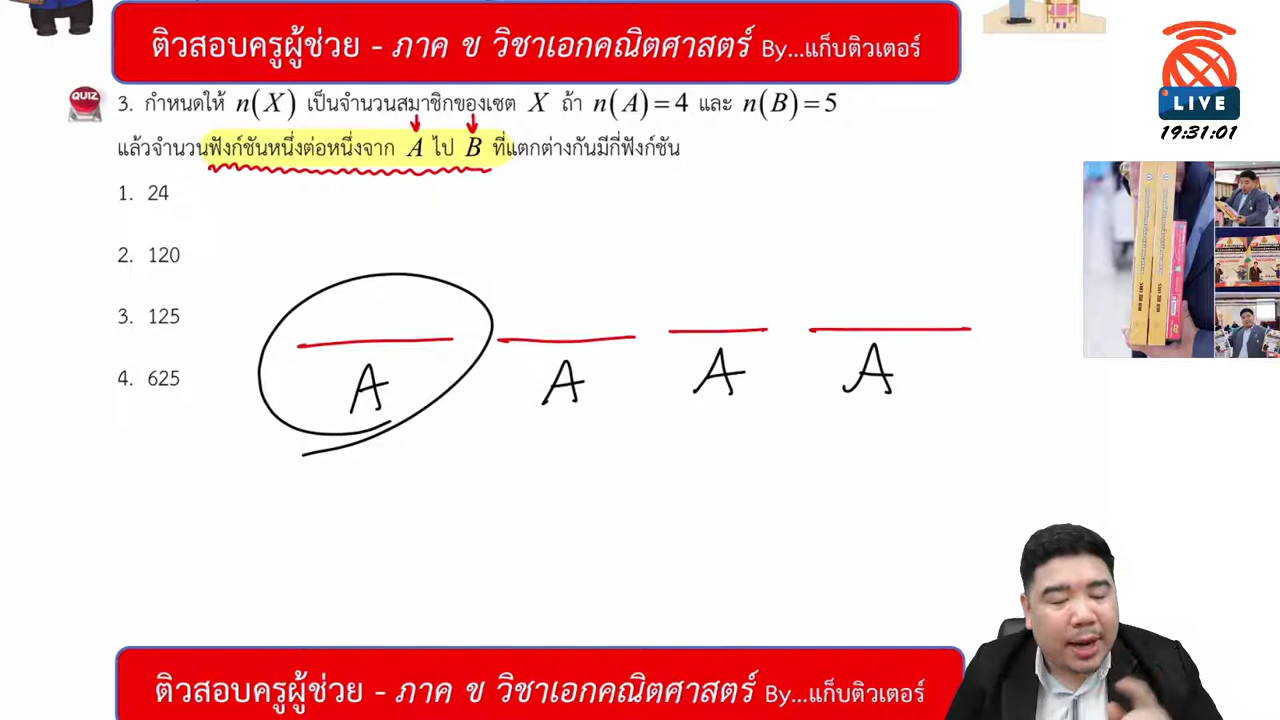 ติวสอบครูผู้ช่วย - ภาค ข วิชาเอกคณิตศาสตร์ By...แก็บติวเตอร์
LIVE
19:31:01
QUIZ
3. กำหนดให้ n(X) เป็นจำนวนสมาชิกของเซต X ถ้า n(A)=4 และ n(B)=5
แล้วจำนวนฟังก์ชันหนึ่งต่อหนึ่งจาก A ไป B ที่แตกต่างกันมีกี่ฟังก์ชัน
1. 24
2. 120
3. 125
4. 625
A A A A
ติวสอบครูผู้ช่วย - ภาค ข วิชาเอกคณิตศาสตร์ By...แก็บติวเตอร์